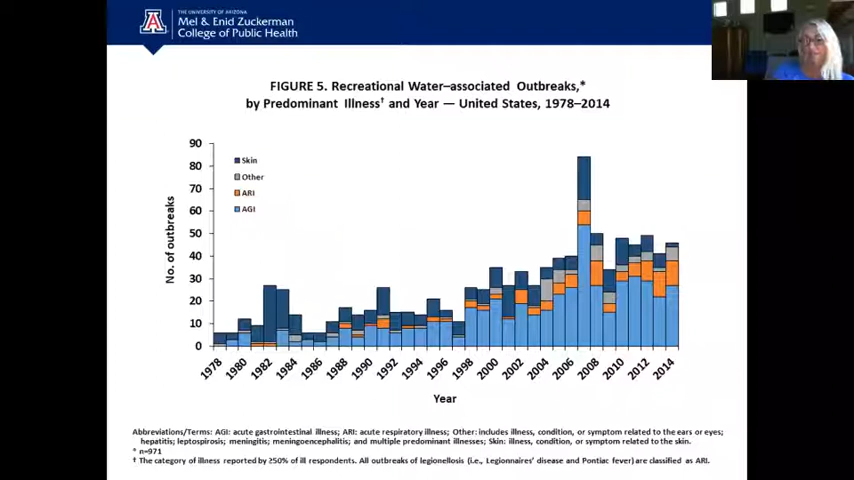 THE UNIVERSITY OF ARIZONA
Mel & Enid Zuckerman
College of Public Health
FIGURE 5. Recreational Water–associated Outbreaks,*
by Predominant Illness† and Year — United States, 1978–2014
90
80
70
60
50
40
30
20
10
0
No. of outbreaks
Skin
Other
ARI
AGI
1978
1980
1982
1984
1986
1988
1990
1992
1994
1996
1998
2000
2002
2004
2006
2008
2010
2012
2014
Year
Abbreviations/Terms: AGI: acute gastrointestinal illness; ARI: acute respiratory illness; Other: includes illness, condition, or symptom related to the ears or eyes;
hepatitis; leptospirosis; meningitis; meningoencephalitis; and multiple predominant illnesses; Skin: illness, condition, or symptom related to the skin.
* n=971
† The category of illness reported by ≥50% of ill respondents. All outbreaks of legionellosis (i.e., Legionnaires' disease and Pontiac fever) are classified as ARI.